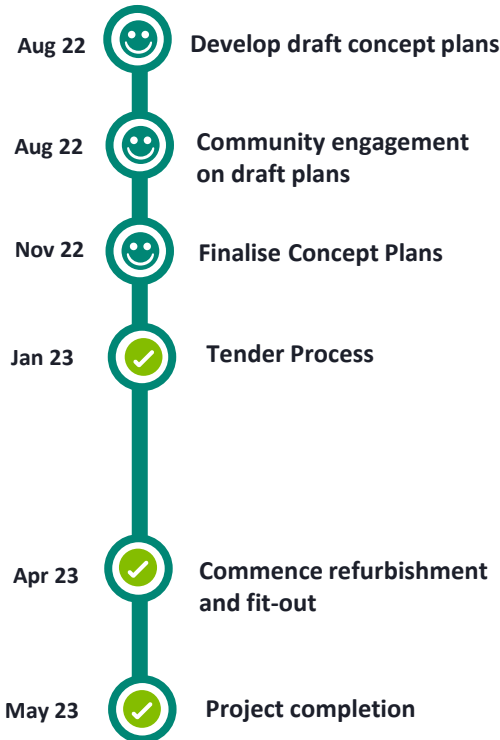 Aug 22
Develop draft concept plans
Aug 22
Community engagement
on draft plans
Nov 22
Finalise Concept Plans
Jan 23
Tender Process
Apr 23
Commence refurbishment
and fit-out
May 23
Project completion